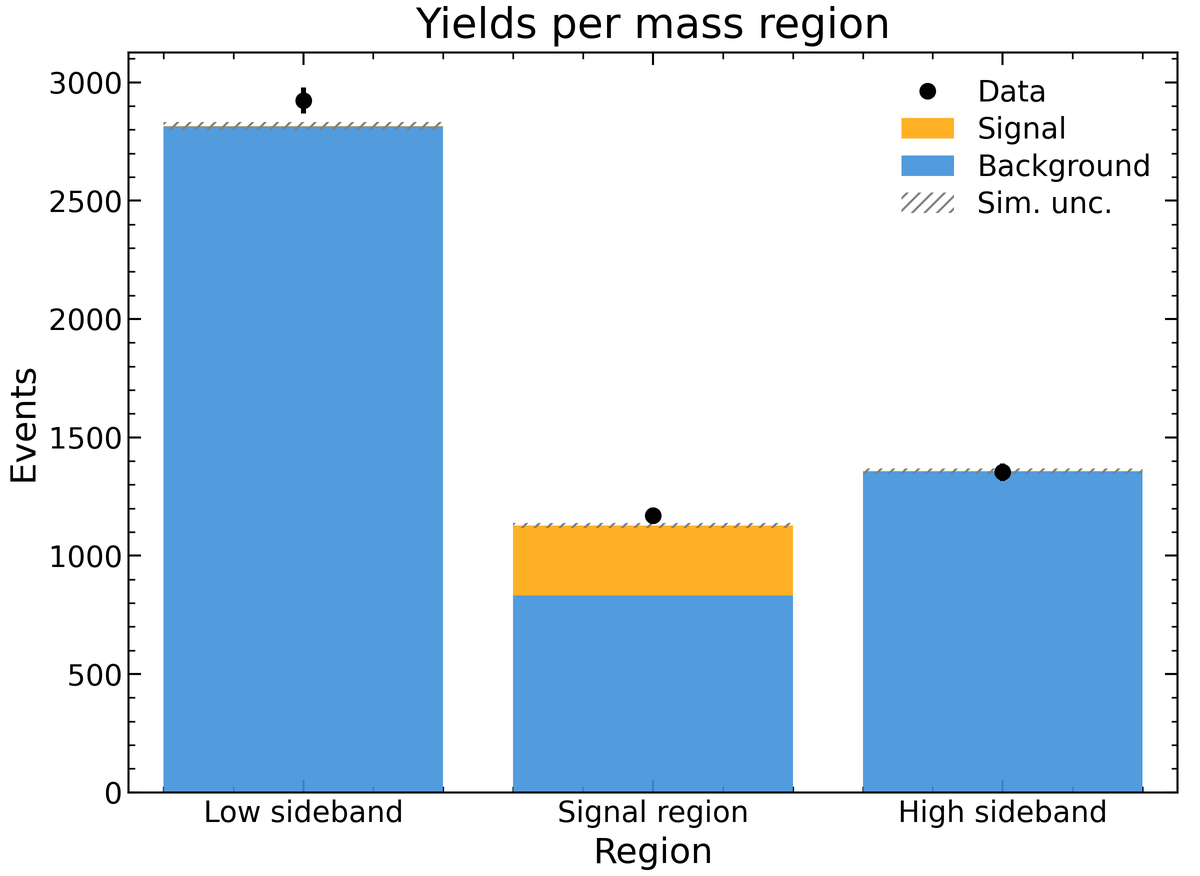 Yields per mass region
Data
Signal
Background
Sim. unc.
3000
2500
2000
1500
1000
500
0
Events
Low sideband
Signal region
High sideband
Region